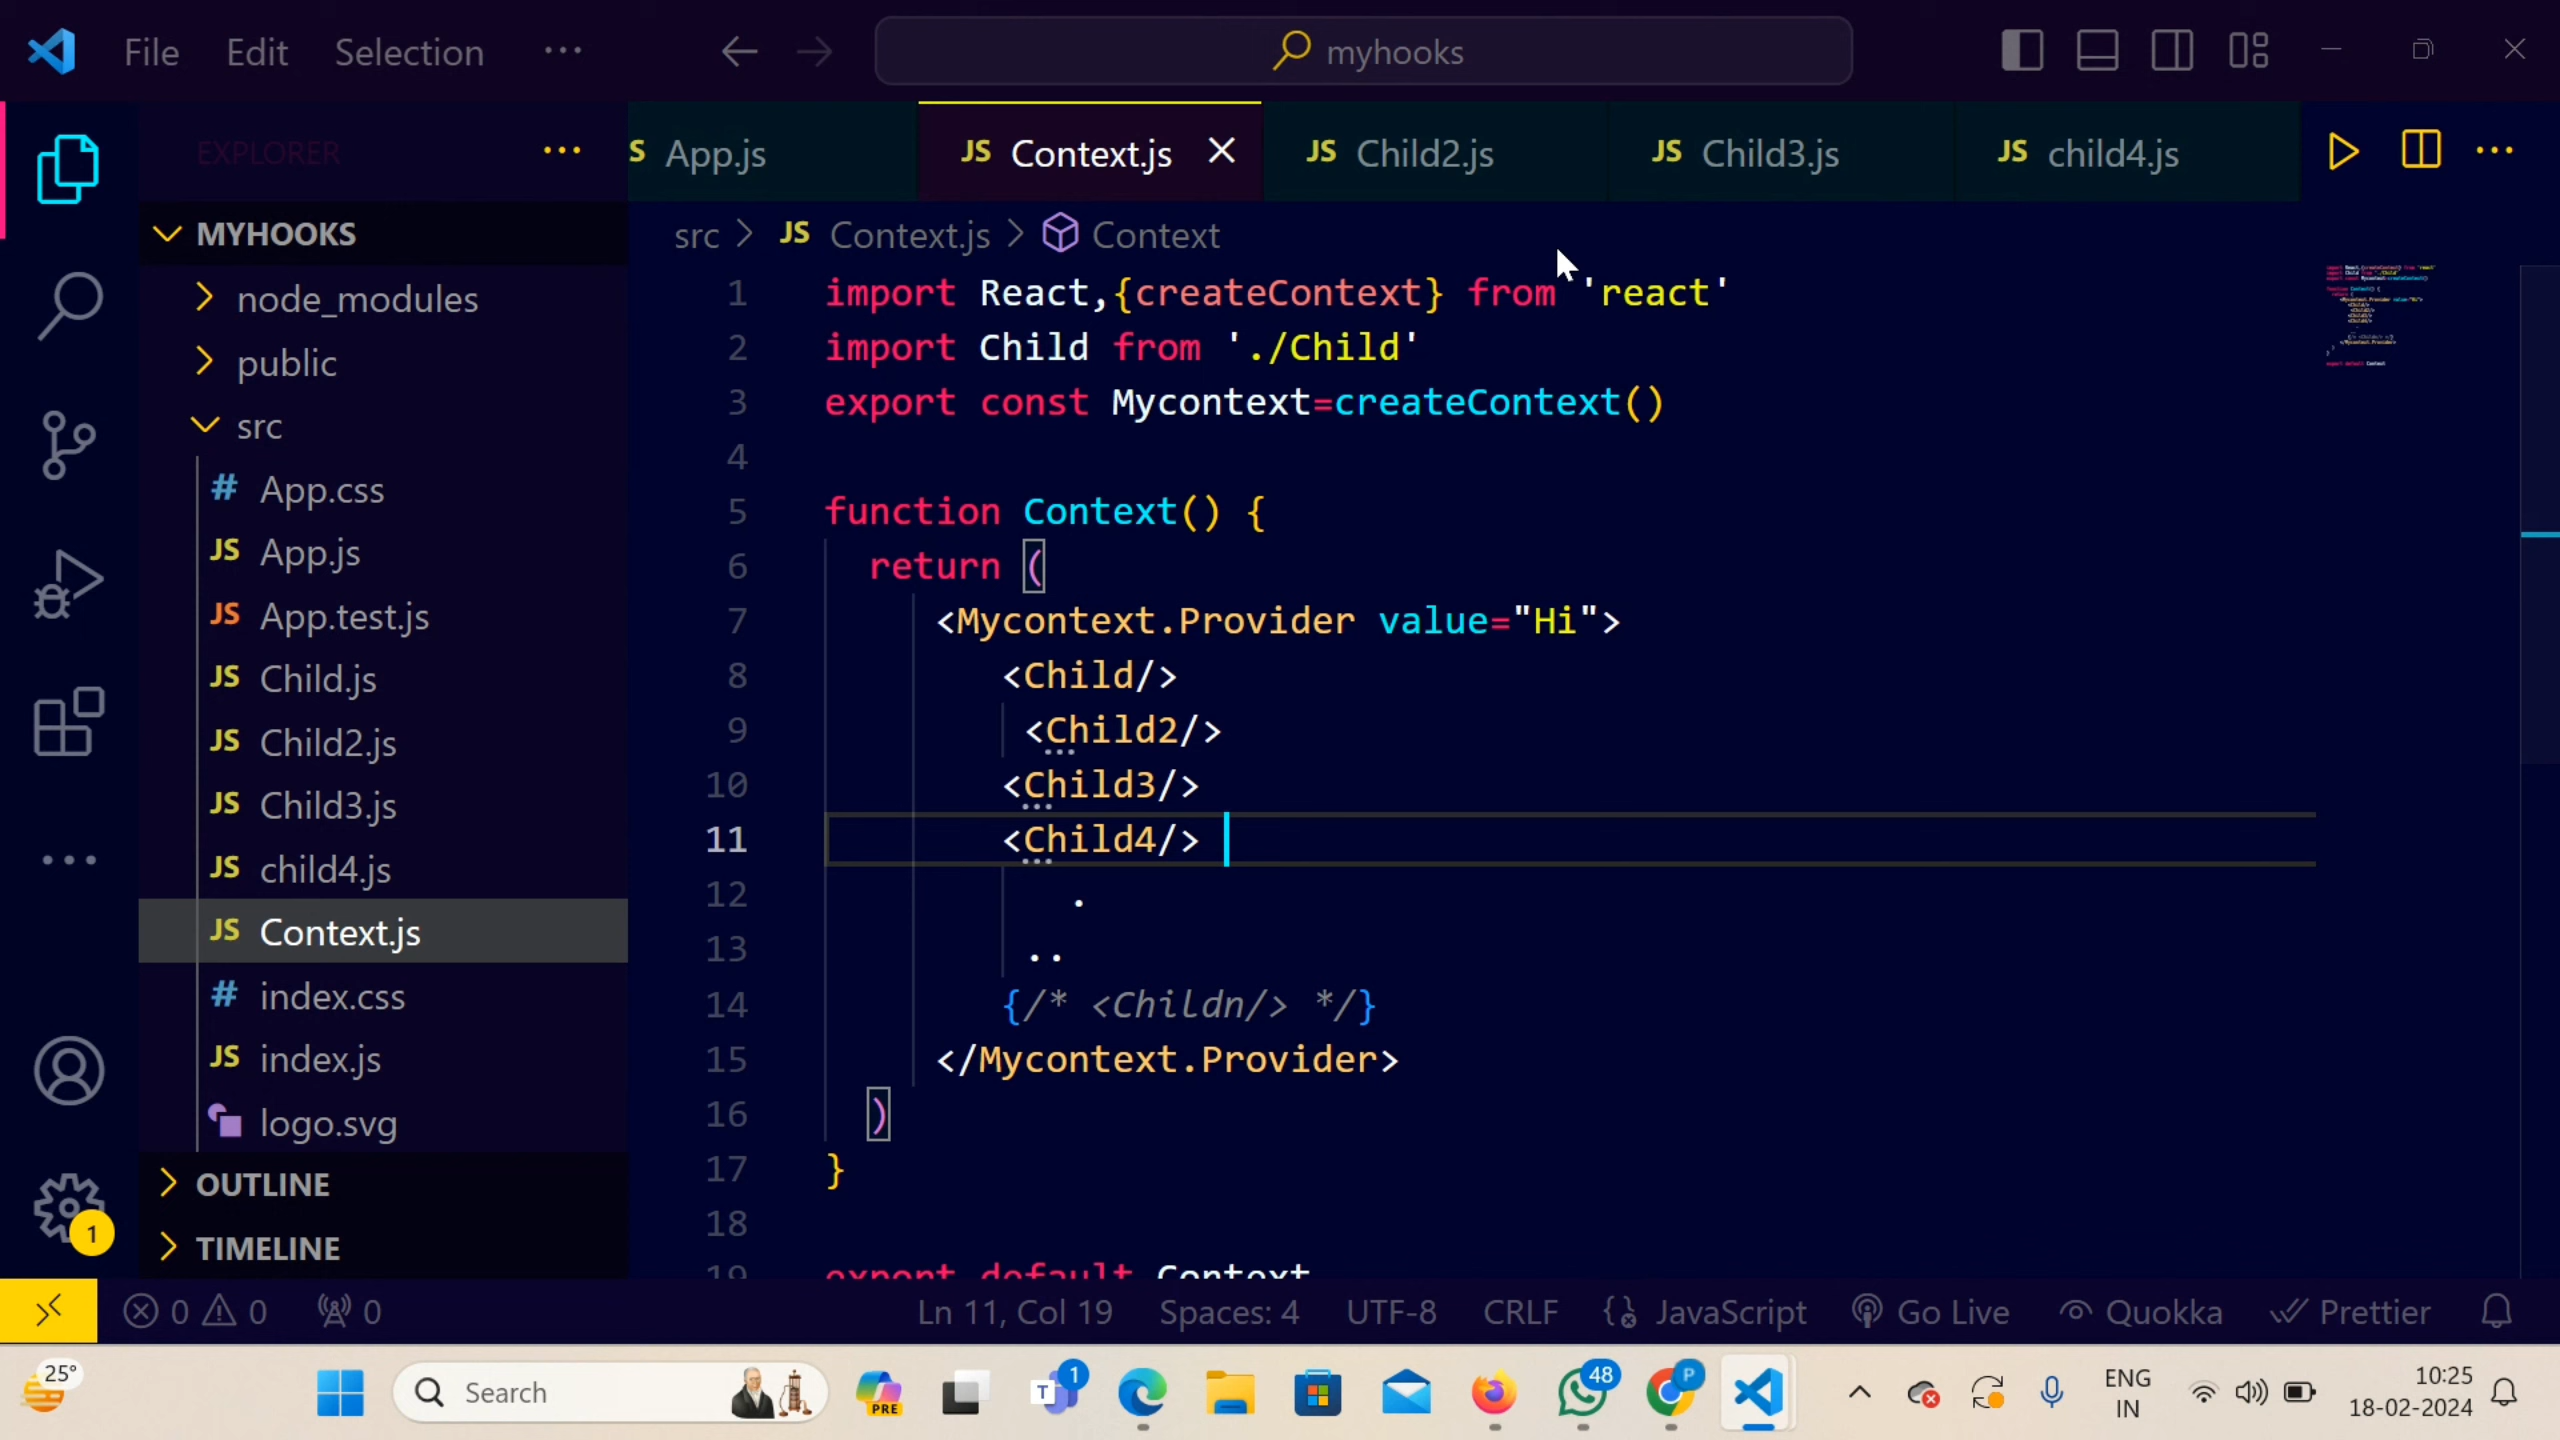 File Edit Selection ··· myhooks
EXPLORER ···
JS App.js JS Context.js JS Child2.js JS Child3.js JS child4.js ···
MYHOOKS
node_modules
public
src
# App.css
JS App.js
JS App.test.js
JS Child.js
JS Child2.js
JS Child3.js
JS child4.js
JS Context.js
# index.css
JS index.js
logo.svg
OUTLINE
TIMELINE
1
src > JS Context.js > Context
1 import React,{createContext} from 'react'
2 import Child from './Child'
3 export const Mycontext=createContext()
4
5 function Context() {
6 return (
7 <Mycontext.Provider value="Hi">
8 <Child/>
9 <Child2/>
10 <Child3/>
11 <Child4/>
12 .
13 ..
14 {/* <Childn/> */}
15 </Mycontext.Provider>
16 )
17 }
18
19 export default Context
0 0 0 Ln 11, Col 19 Spaces: 4 UTF-8 CRLF JavaScript Go Live Quokka Prettier
25° Search PRE T 1 48 P ENG IN 10:25
18-02-2024